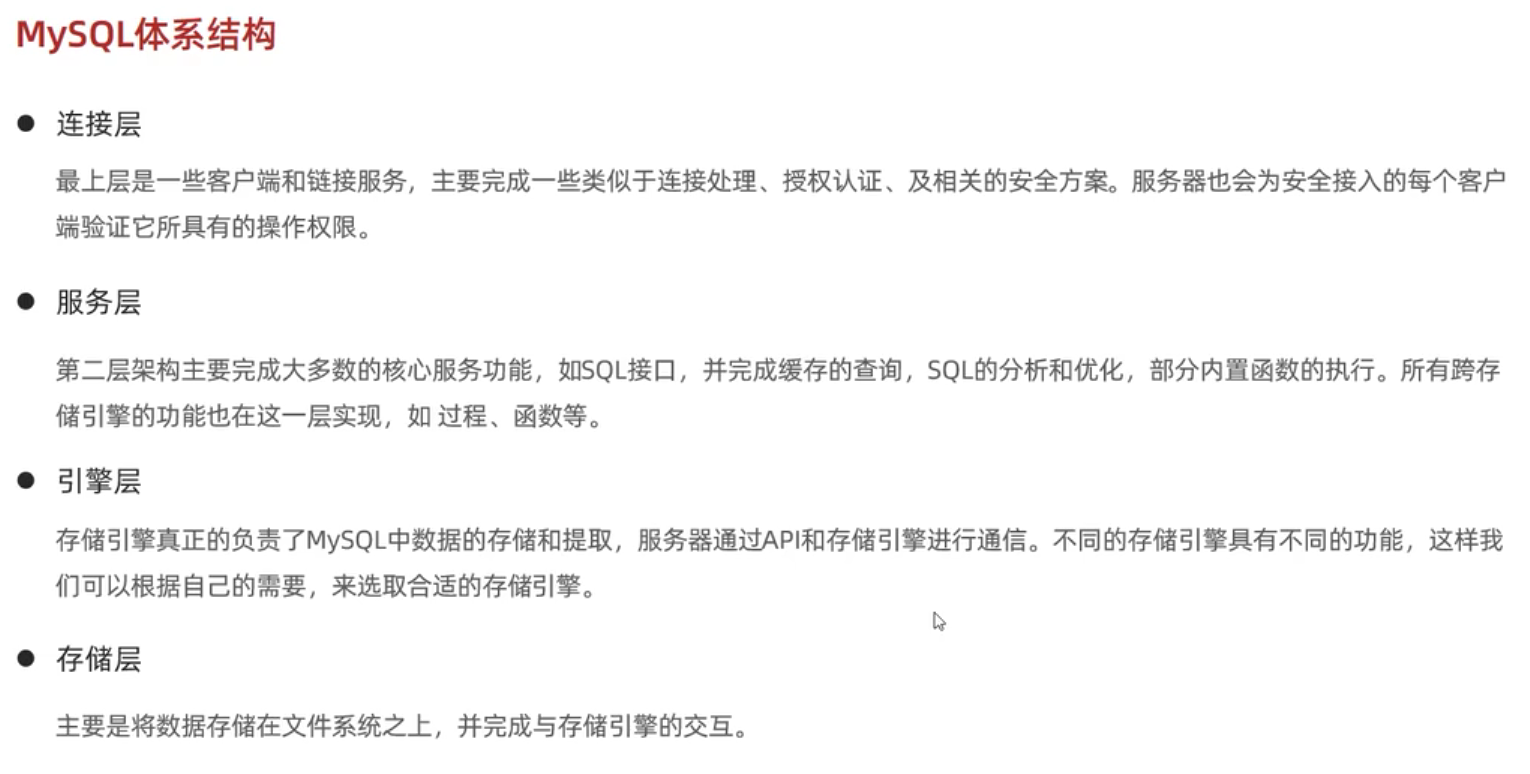 MySQL体系结构
● 连接层
最上层是一些客户端和链接服务，主要完成一些类似于连接处理、授权认证、及相关的安全方案。服务器也会为安全接入的每个客户
端验证它所具有的操作权限。
● 服务层
第二层架构主要完成大多数的核心服务功能，如SQL接口，并完成缓存的查询，SQL的分析和优化，部分内置函数的执行。所有跨存
储引擎的功能也在这一层实现，如 过程、函数等。
● 引擎层
存储引擎真正的负责了MySQL中数据的存储和提取，服务器通过API和存储引擎进行通信。不同的存储引擎具有不同的功能，这样我
们可以根据自己的需要，来选取合适的存储引擎。
● 存储层
主要是将数据存储在文件系统之上，并完成与存储引擎的交互。